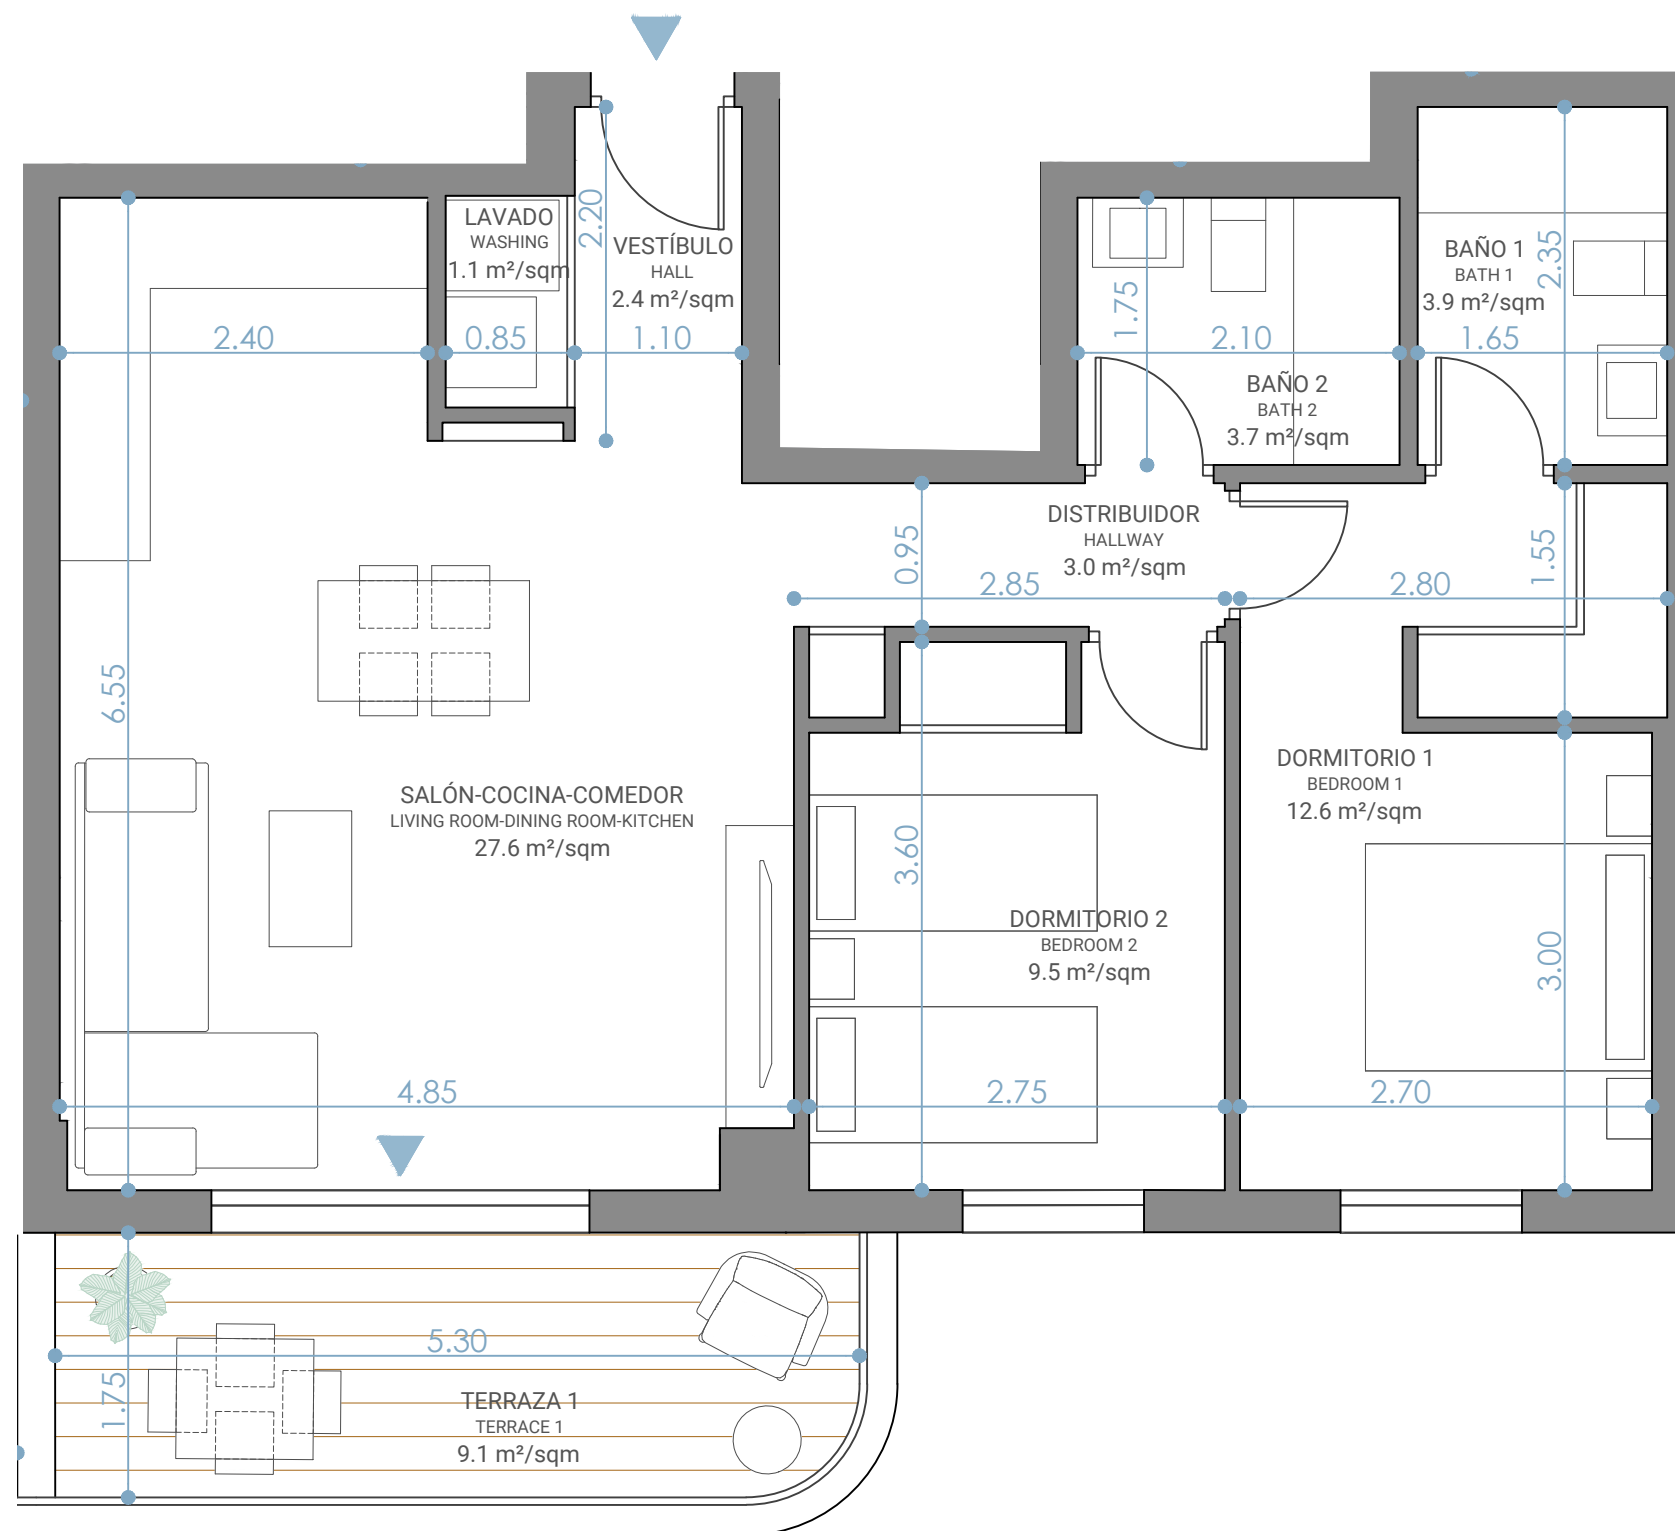 LAVADO
WASHING
1.1 m²/sqm
2.20
VESTÍBULO
HALL
2.4 m²/sqm
2.40
0.85
1.10
1.75
2.10
BAÑO 2
BATH 2
3.7 m²/sqm
BAÑO 1
BATH 1
3.9 m²/sqm
2.35
1.65
DISTRIBUIDOR
HALLWAY
3.0 m²/sqm
0.95
2.85
2.80
1.55
6.55
SALÓN-COCINA-COMEDOR
LIVING ROOM-DINING ROOM-KITCHEN
27.6 m²/sqm
3.60
DORMITORIO 2
BEDROOM 2
9.5 m²/sqm
DORMITORIO 1
BEDROOM 1
12.6 m²/sqm
3.00
4.85
2.75
2.70
5.30
1.75
TERRAZA 1
TERRACE 1
9.1 m²/sqm